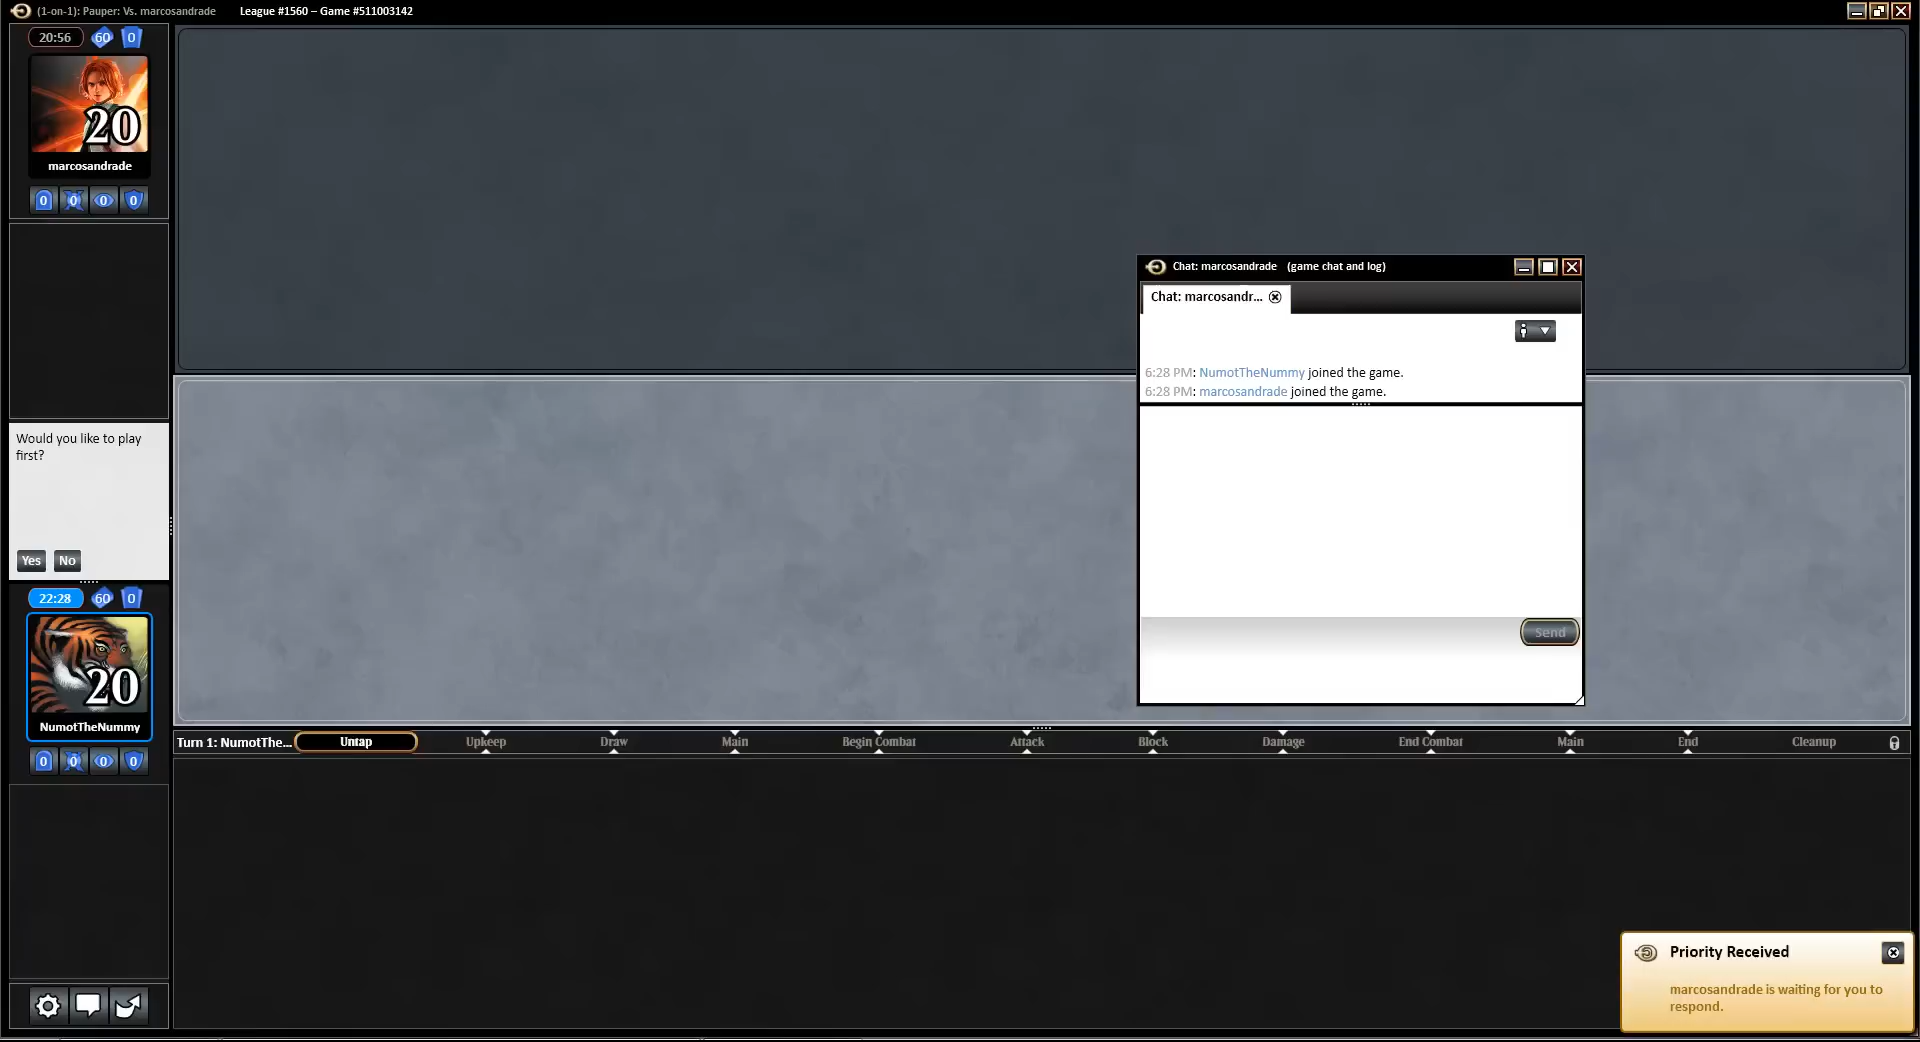 (1-on-1): Pauper: Vs. marcosandrade League #1560 – Game #511003142
20:56 60 0
20
marcosandrade
0 0 0 0
Would you like to play
first?
Yes No
22:28 60 0
20
NumotTheNummy
0 0 0 0
Chat: marcosandrade (game chat and log)
Chat: marcosandr...
6:28 PM: NumotTheNummy joined the game.
6:28 PM: marcosandrade joined the game.
Send
Turn 1: NumotThe... Untap Upkeep Draw Main Begin Combat Attack Block Damage End Combat Main End Cleanup
Priority Received
marcosandrade is waiting for you to
respond.